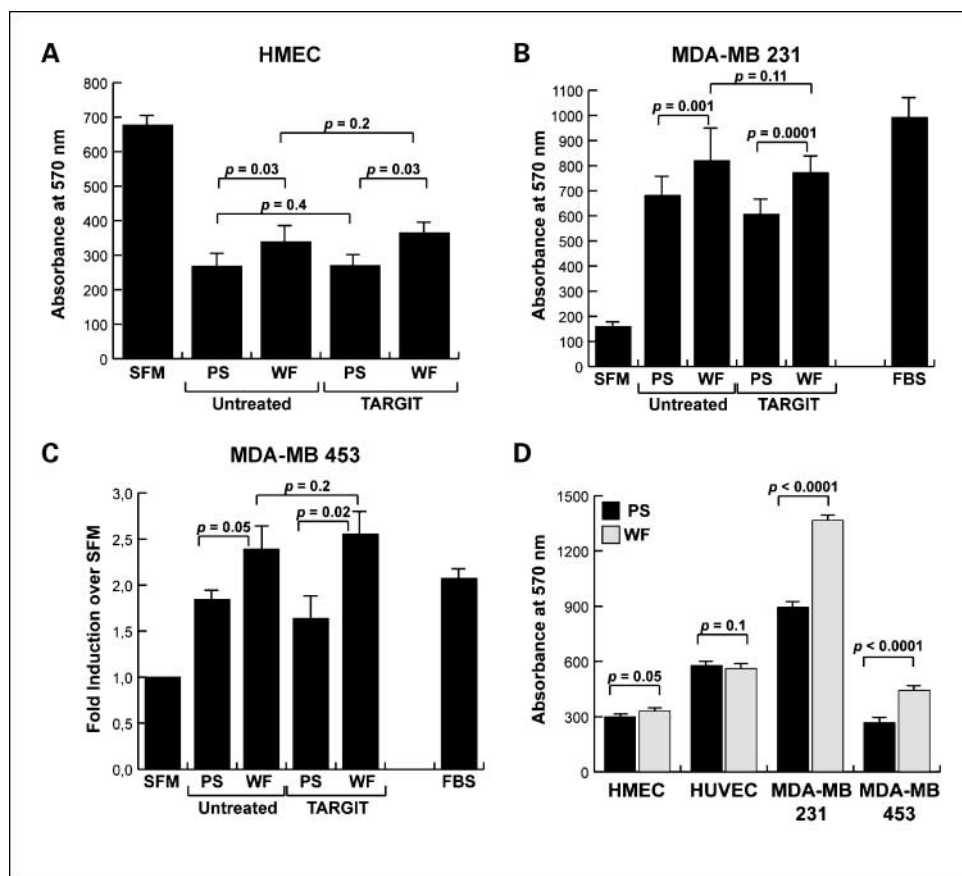 A
HMEC
Absorbance at 570 nm
800
700
600
500
400
300
200
100
0
p = 0.2
p = 0.03
p = 0.03
p = 0.4
SFM PS WF PS WF
Untreated TARGIT
B
MDA-MB 231
Absorbance at 570 nm
1100
1000
900
800
700
600
500
400
300
200
100
0
p = 0.11
p = 0.001
p = 0.0001
SFM PS WF PS WF FBS
Untreated TARGIT
C
MDA-MB 453
Fold Induction over SFM
3,0
2,5
2,0
1,5
1,0
0,5
0,0
p = 0.2
p = 0.05
p = 0.02
SFM PS WF PS WF FBS
Untreated TARGIT
D
PS
WF
Absorbance at 570 nm
1500
1200
900
600
300
0
p < 0.0001
p = 0.1
p < 0.0001
p = 0.05
HMEC HUVEC MDA-MB MDA-MB
231 453